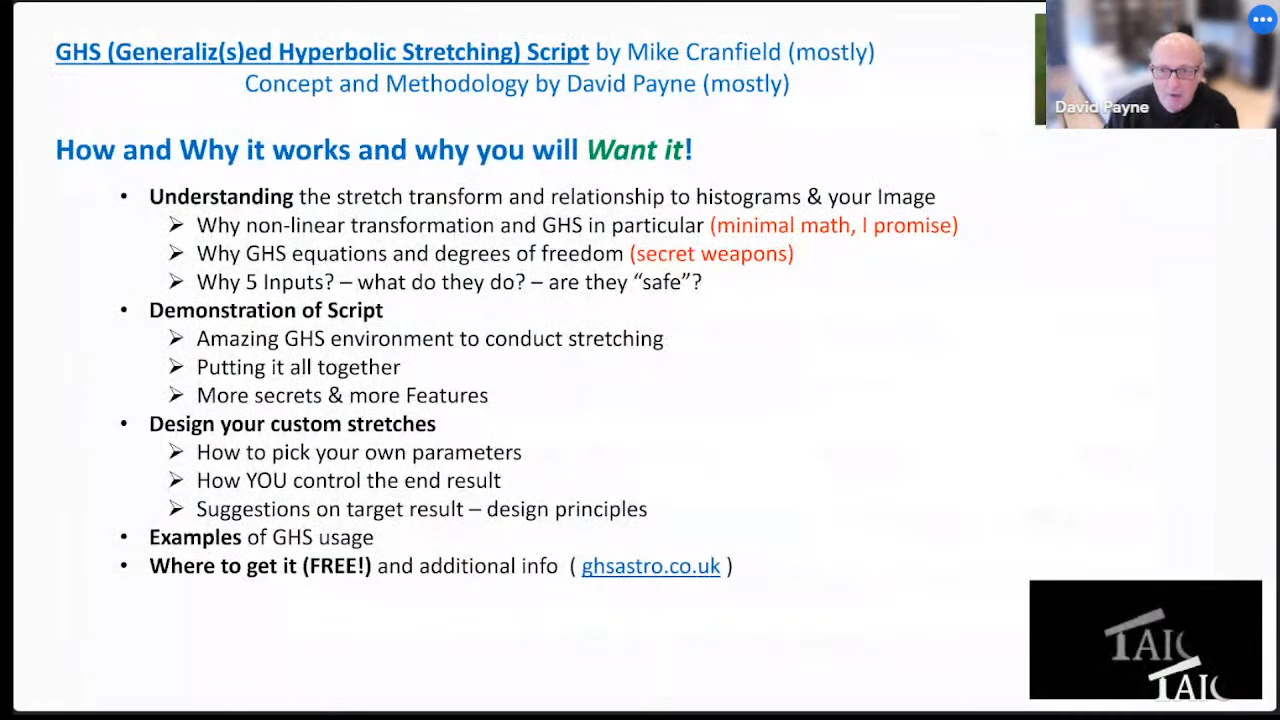 GHS (Generaliz(s)ed Hyperbolic Stretching) Script by Mike Cranfield (mostly)
Concept and Methodology by David Payne (mostly)
David Payne
How and Why it works and why you will Want it!
• Understanding the stretch transform and relationship to histograms & your Image
➢ Why non-linear transformation and GHS in particular (minimal math, I promise)
➢ Why GHS equations and degrees of freedom (secret weapons)
➢ Why 5 Inputs? – what do they do? – are they “safe”?
• Demonstration of Script
➢ Amazing GHS environment to conduct stretching
➢ Putting it all together
➢ More secrets & more Features
• Design your custom stretches
➢ How to pick your own parameters
➢ How YOU control the end result
➢ Suggestions on target result – design principles
• Examples of GHS usage
• Where to get it (FREE!) and additional info ( ghsastro.co.uk )
TAIC
TAIC